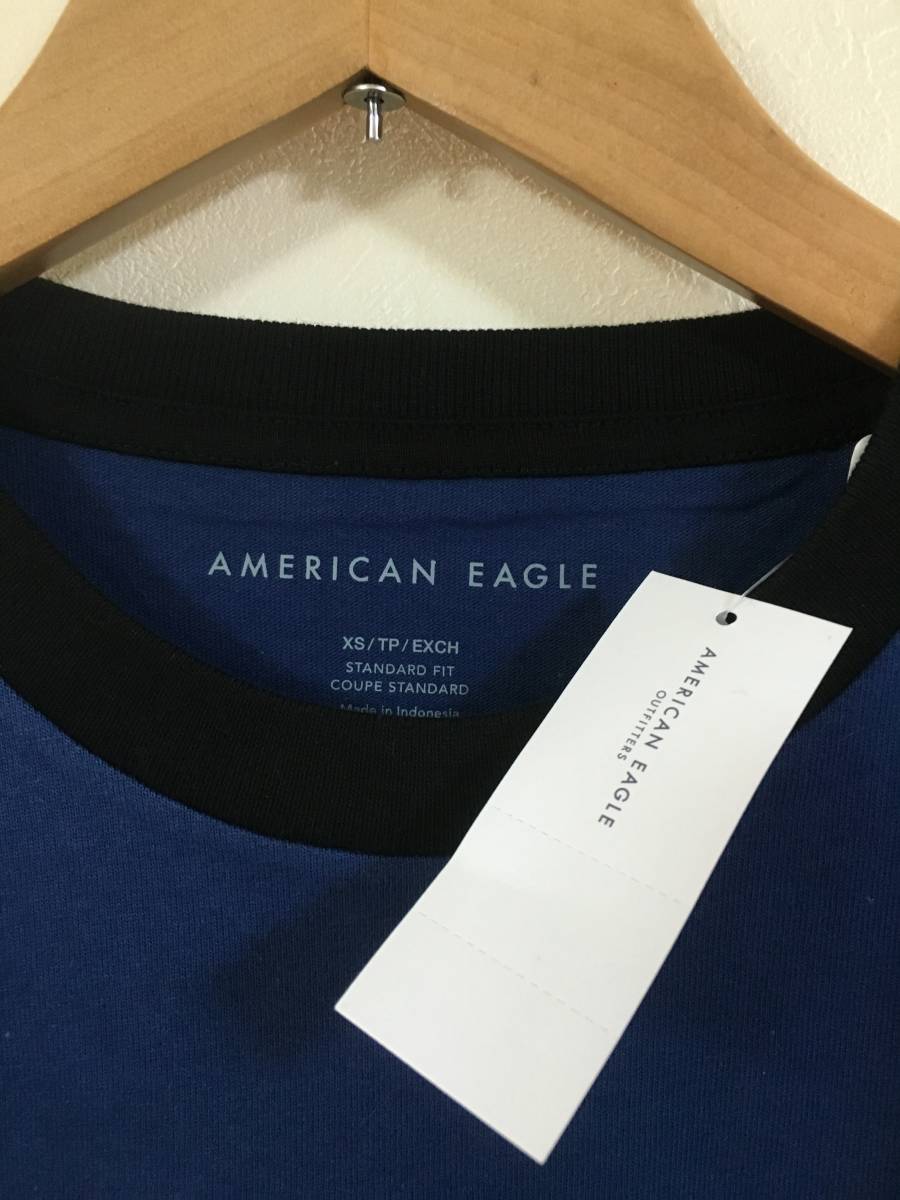 AMERICAN EAGLE
XS/TP/EXCH
STANDARD FIT
COUPE STANDARD
Made in Indonesia
AMERICAN EAGLE
OUTFITTERS